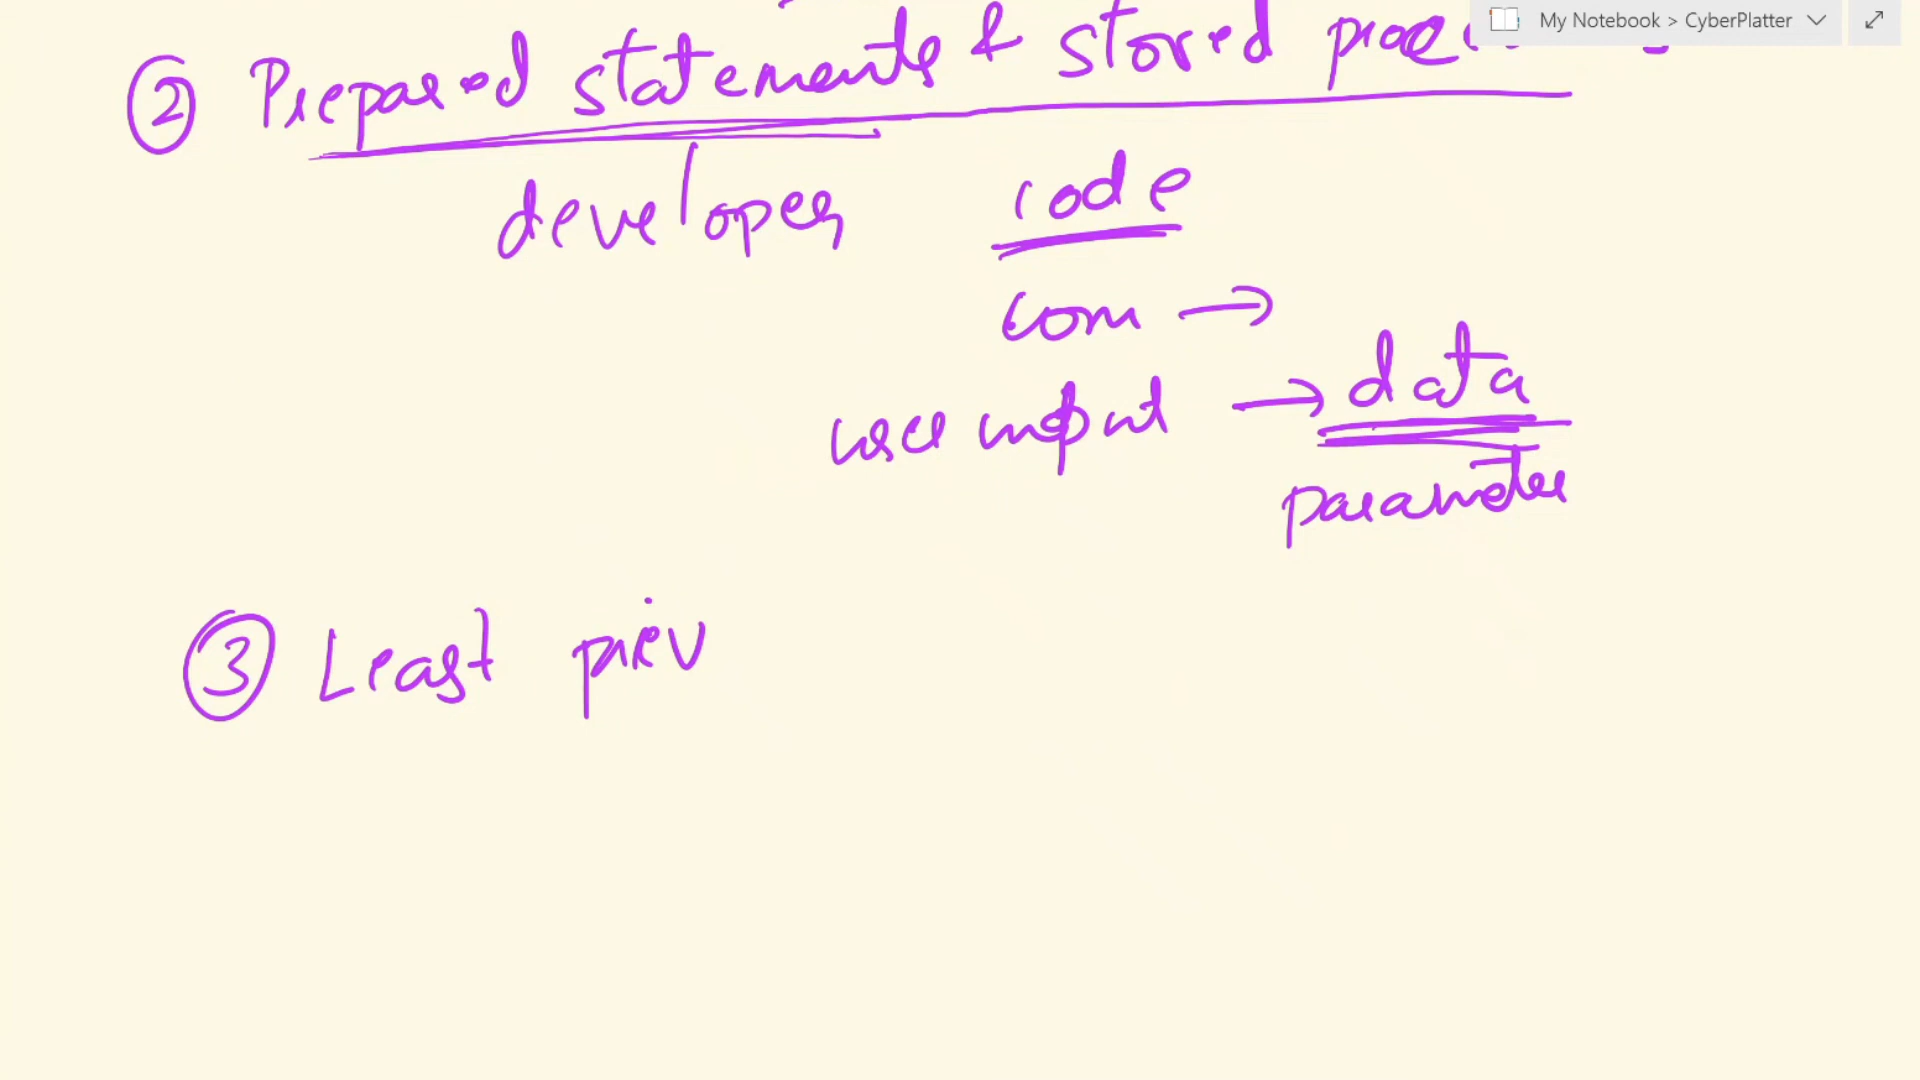 My Notebook > CyberPlatter
② Prepared statements & stored
developer code
com →
user input → data
parameter
③ Least priv